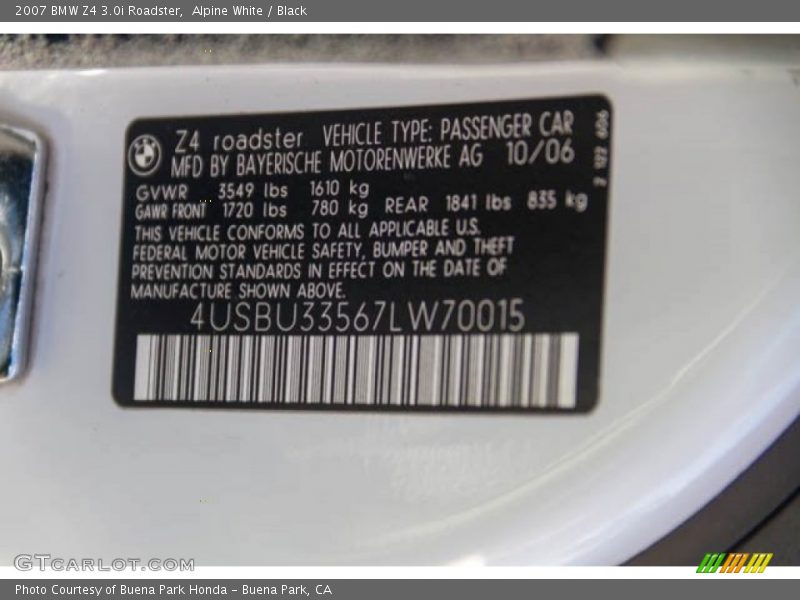 2007 BMW Z4 3.0i Roadster,  Alpine White / Black
Z4 roadster VEHICLE TYPE: PASSENGER CAR
MFD BY BAYERISCHE MOTORENWERKE AG 10/06
GVWR 3549 lbs 1610 kg
GAWR FRONT 1720 lbs 780 kg REAR 1841 lbs 835 kg
THIS VEHICLE CONFORMS TO ALL APPLICABLE U.S.
FEDERAL MOTOR VEHICLE SAFETY, BUMPER AND THEFT
PREVENTION STANDARDS IN EFFECT ON THE DATE OF
MANUFACTURE SHOWN ABOVE.
4USBU33567LW70015
GTCARLOT.COM
Photo Courtesy of Buena Park Honda - Buena Park, CA